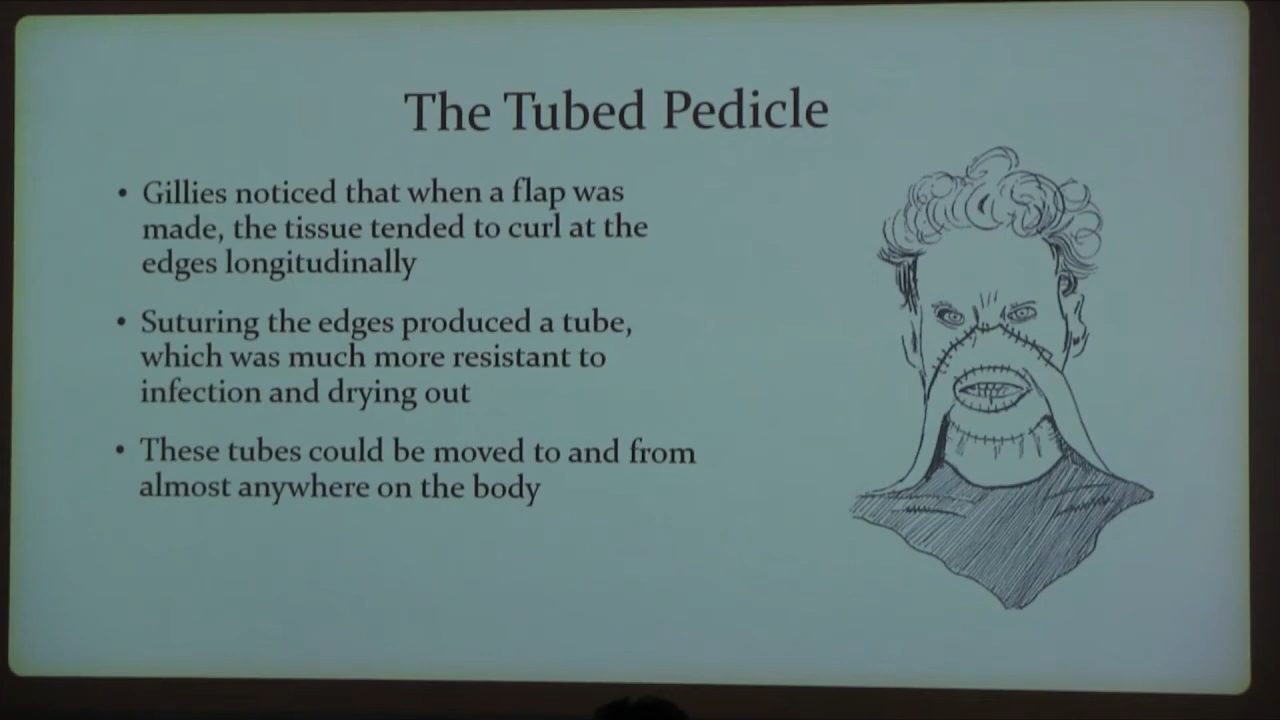 The Tubed Pedicle
• Gillies noticed that when a flap was
made, the tissue tended to curl at the
edges longitudinally
• Suturing the edges produced a tube,
which was much more resistant to
infection and drying out
• These tubes could be moved to and from
almost anywhere on the body